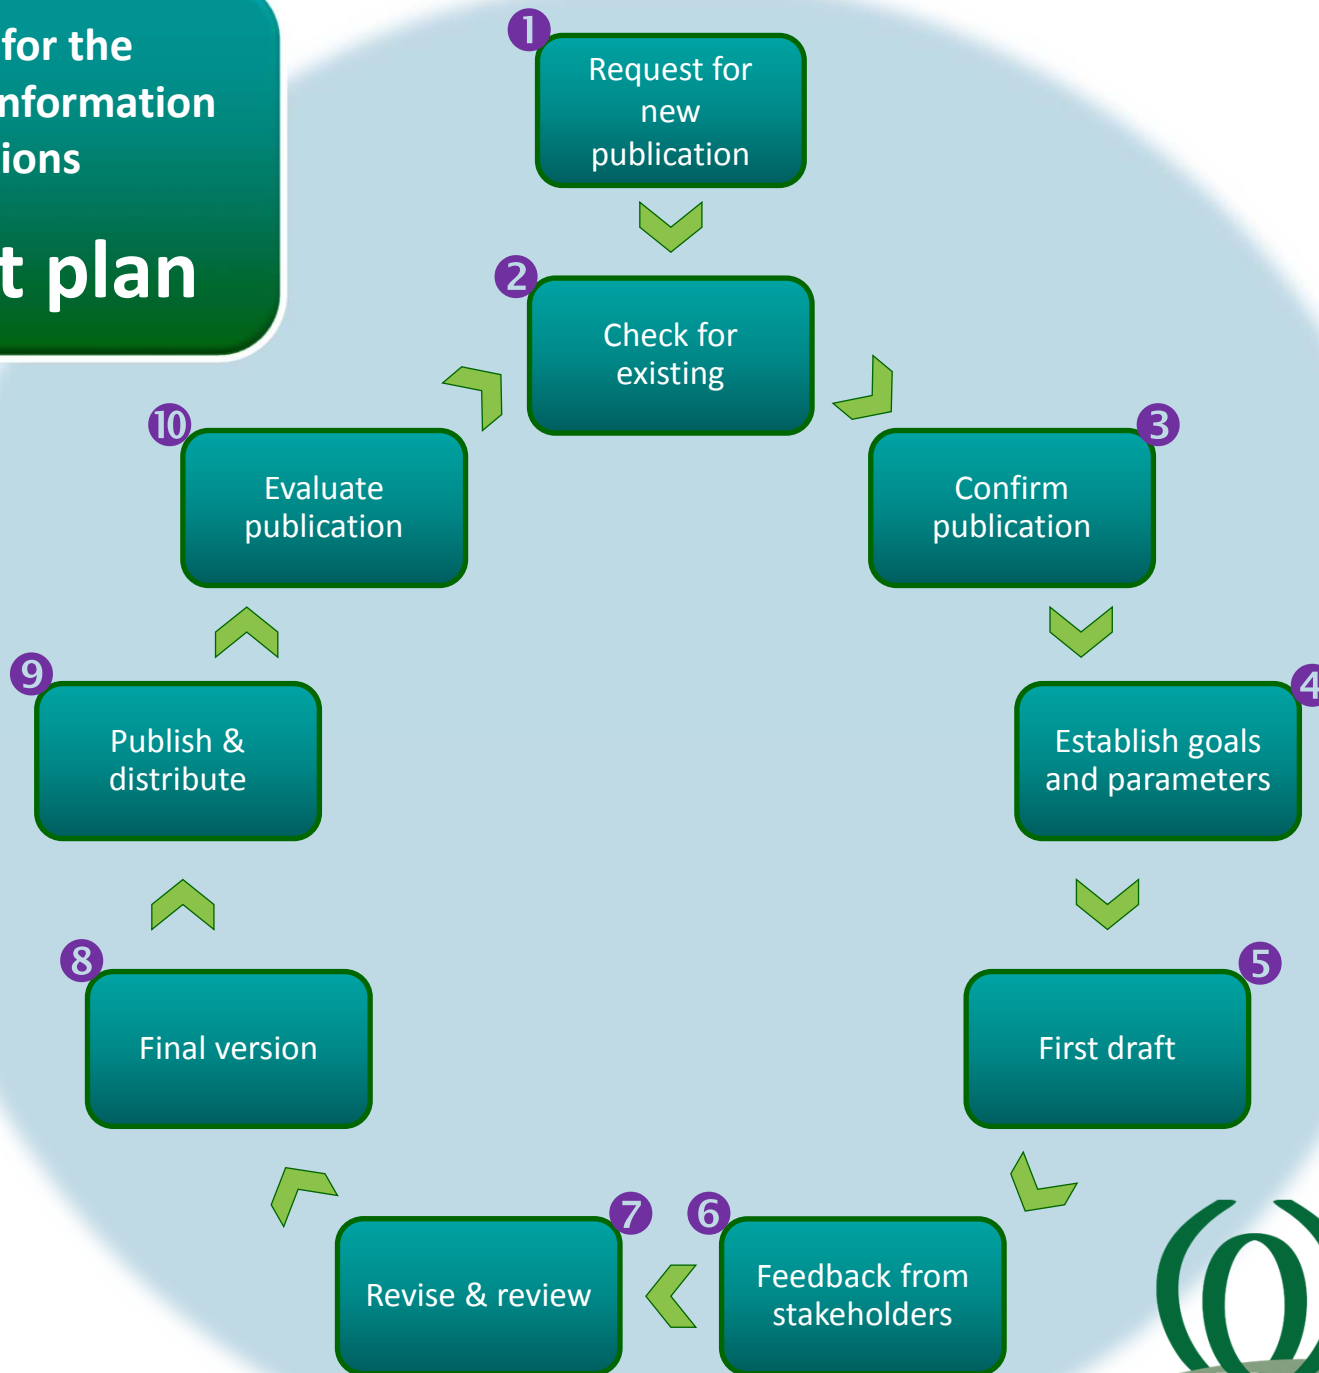 for the
information
t plan
1
Request for
new
publication
2
Check for
existing
3
Confirm
publication
4
Establish goals
and parameters
5
First draft
6
Feedback from
stakeholders
7
Revise & review
8
Final version
9
Publish &
distribute
10
Evaluate
publication